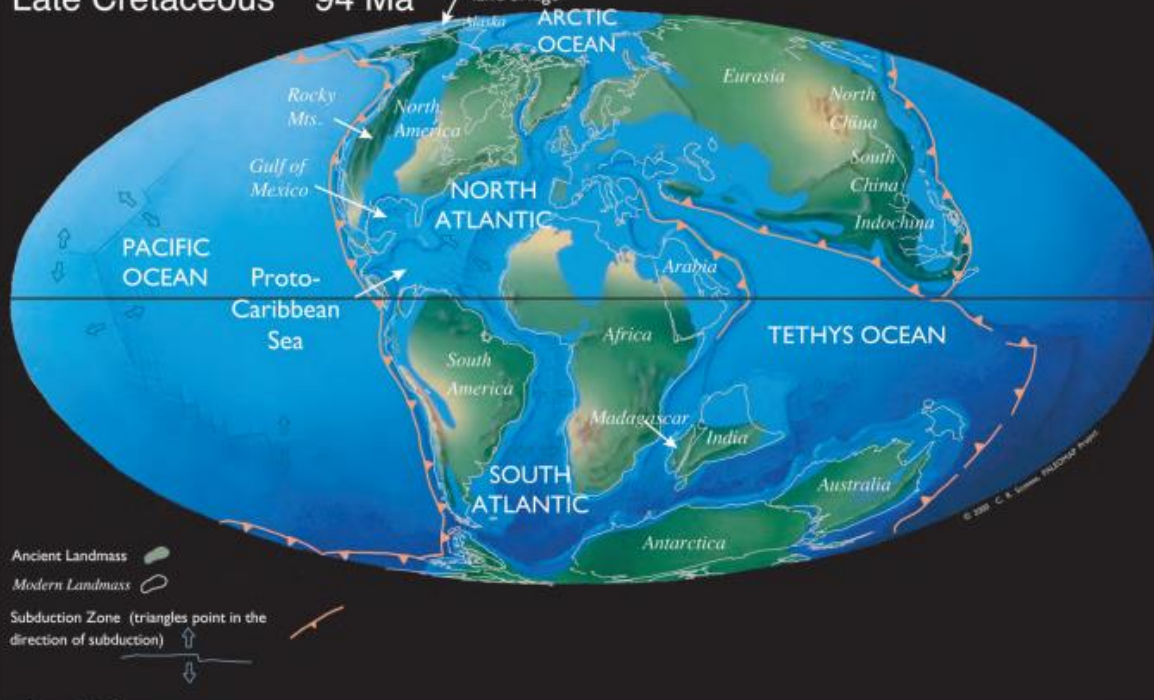 Late Cretaceous 94 Ma
Alaska
ARCTIC
OCEAN
Eurasia
Rocky
Mts.
North
America
North
China
Gulf of
Mexico
South
China
NORTH
ATLANTIC
Indochina
PACIFIC
OCEAN
Proto-
Caribbean
Sea
Arabia
Africa
TETHYS OCEAN
South
America
Madagascar
India
SOUTH
ATLANTIC
Australia
Antarctica
PALEOMAP Project
Ancient Landmass
Modern Landmass
Subduction Zone (triangles point in the
direction of subduction)